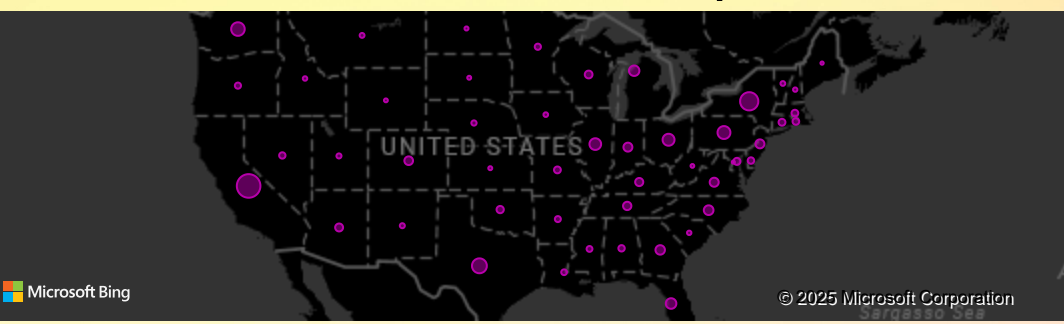 UNITED STATES
Microsoft Bing
© 2025 Microsoft Corporation
Sargasso Sea